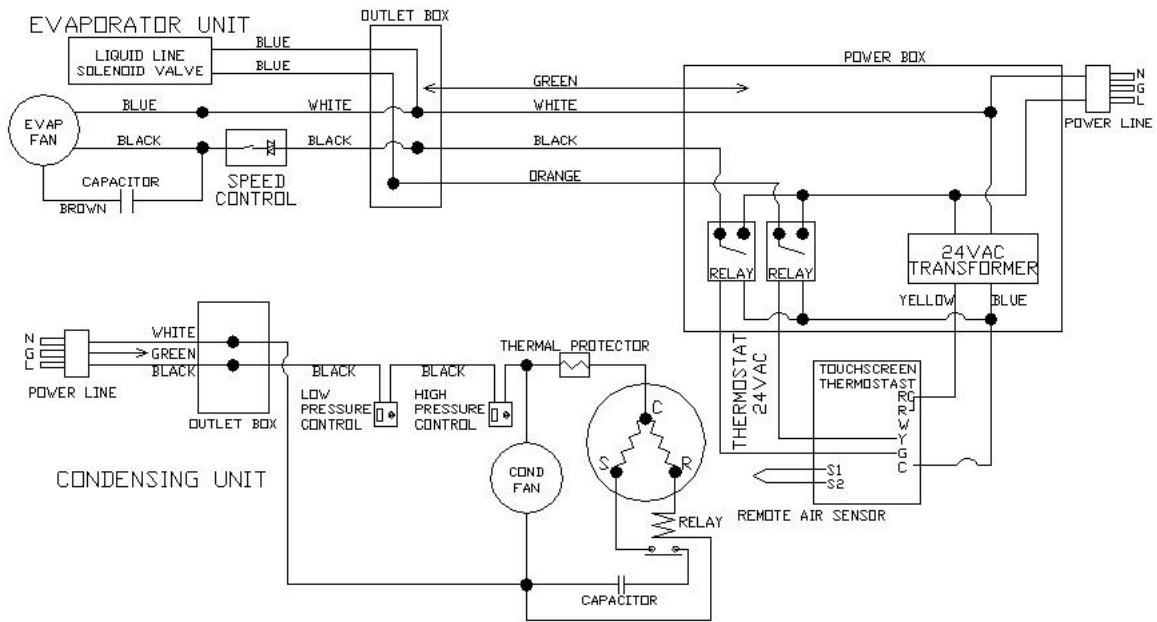 EVAPORATOR UNIT
OUTLET BOX
BLUE
LIQUID LINE
SOLENOID VALVE
BLUE
POWER BOX
GREEN
N
G
L
POWER LINE
BLUE
WHITE
WHITE
EVAP
FAN
BLACK
BLACK
BLACK
CAPACITOR
SPEED
CONTROL
ORANGE
BROWN
RELAY
RELAY
24VAC
TRANSFORMER
YELLOW
BLUE
N
G
L
POWER LINE
WHITE
GREEN
BLACK
OUTLET BOX
BLACK
LOW
PRESSURE
CONTROL
BLACK
HIGH
PRESSURE
CONTROL
THERMAL PROTECTOR
THERMOSTAT
24VAC
TOUCHSCREEN
THERMOSTAST
RC
R
W
Y
G
C
S1
S2
REMOTE AIR SENSOR
CONDENSING UNIT
COND
FAN
C
S
R
RELAY
CAPACITOR